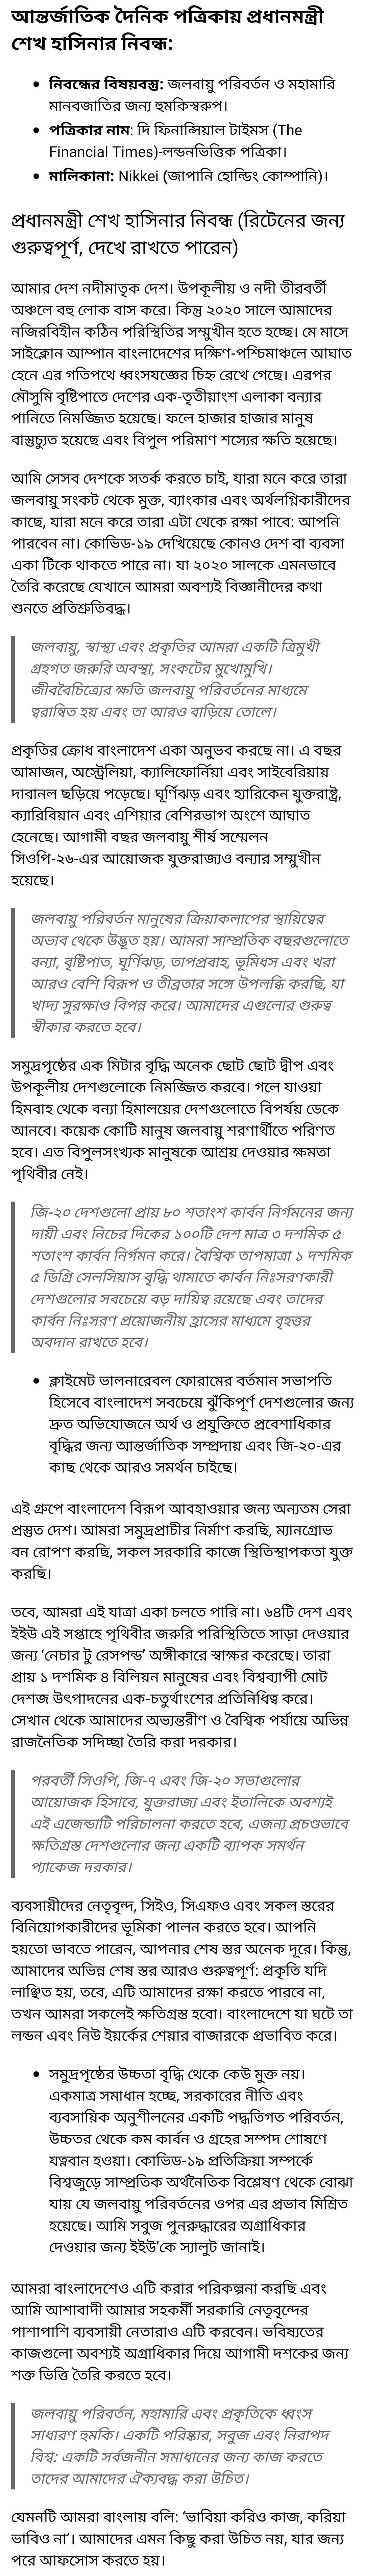 আন্তর্জাতিক দৈনিক পত্রিকায় প্রধানমন্ত্রী
শেখ হাসিনার নিবন্ধ:
• নিবন্ধের বিষয়বস্তু: জলবায়ু পরিবর্তন ও মহামারি
মানবজাতির জন্য হুমকিস্বরুপ।
• পত্রিকার নাম: দি ফিনান্সিয়াল টাইমস (The
Financial Times)-লন্ডনভিত্তিক পত্রিকা।
• মালিকানা: Nikkei (জাপানি হোল্ডিং কোম্পানি)।
প্রধানমন্ত্রী শেখ হাসিনার নিবন্ধ (রিটেনের জন্য
গুরুত্বপূর্ণ, দেখে রাখতে পারেন)
আমার দেশ নদীমাতৃক দেশ। উপকূলীয় ও নদী তীরবর্তী
অঞ্চলে বহু লোক বাস করে। কিন্তু ২০২০ সালে আমাদের
নজিরবিহীন কঠিন পরিস্থিতির সম্মুখীন হতে হচ্ছে। মে মাসে
সাইক্লোন আম্পান বাংলাদেশের দক্ষিণ-পশ্চিমাঞ্চলে আঘাত
হেনে এর গতিপথে ধ্বংসযজ্ঞের চিহ্ন রেখে গেছে। এরপর
মৌসুমি বৃষ্টিপাতে দেশের এক-তৃতীয়াংশ এলাকা বন্যার
পানিতে নিমজ্জিত হয়েছে। ফলে হাজার হাজার মানুষ
বাস্তুচ্যুত হয়েছে এবং বিপুল পরিমাণ শস্যের ক্ষতি হয়েছে।
আমি সেসব দেশকে সতর্ক করতে চাই, যারা মনে করে তারা
জলবায়ু সংকট থেকে মুক্ত, ব্যাংকার এবং অর্থলগ্নিকারীদের
কাছে, যারা মনে করে তারা এটা থেকে রক্ষা পাবে: আপনি
পারবেন না। কোভিড-১৯ দেখিয়েছে কোনও দেশ বা ব্যবসা
একা টিকে থাকতে পারে না। যা ২০২০ সালকে এমনভাবে
তৈরি করেছে যেখানে আমরা অবশ্যই বিজ্ঞানীদের কথা
শুনতে প্রতিশ্রুতিবদ্ধ।
জলবায়ু, স্বাস্থ্য এবং প্রকৃতির আমরা একটি ত্রিমুখী
গ্রহগত জরুরি অবস্থা, সংকটের মুখোমুখি।
জীববৈচিত্র্যের ক্ষতি জলবায়ু পরিবর্তনের মাধ্যমে
ত্বরান্বিত হয় এবং তা আরও বাড়িয়ে তোলে।
প্রকৃতির ক্রোধ বাংলাদেশ একা অনুভব করছে না। এ বছর
আমাজন, অস্ট্রেলিয়া, ক্যালিফোর্নিয়া এবং সাইবেরিয়ায়
দাবানল ছড়িয়ে পড়েছে। ঘূর্ণিঝড় এবং হ্যারিকেন যুক্তরাষ্ট্র,
ক্যারিবিয়ান এবং এশিয়ার বেশিরভাগ অংশে আঘাত
হেনেছে। আগামী বছর জলবায়ু শীর্ষ সম্মেলন
সিওপি-২৬-এর আয়োজক যুক্তরাজ্যও বন্যার সম্মুখীন
হয়েছে।
জলবায়ু পরিবর্তন মানুষের ক্রিয়াকলাপের স্থায়িত্বের
অভাব থেকে উদ্ভূত হয়। আমরা সাম্প্রতিক বছরগুলোতে
বন্যা, বৃষ্টিপাত, ঘূর্ণিঝড়, তাপপ্রবাহ, ভূমিধস এবং খরা
আরও বেশি বিরূপ ও তীব্রতার সঙ্গে উপলব্ধি করছি, যা
খাদ্য সুরক্ষাও বিপন্ন করে। আমাদের এগুলোর গুরুত্ব
স্বীকার করতে হবে।
সমুদ্রপৃষ্ঠের এক মিটার বৃদ্ধি অনেক ছোট ছোট দ্বীপ এবং
উপকূলীয় দেশগুলোকে নিমজ্জিত করবে। গলে যাওয়া
হিমবাহ থেকে বন্যা হিমালয়ের দেশগুলোতে বিপর্যয় ডেকে
আনবে। কয়েক কোটি মানুষ জলবায়ু শরণার্থীতে পরিণত
হবে। এত বিপুলসংখ্যক মানুষকে আশ্রয় দেওয়ার ক্ষমতা
পৃথিবীর নেই।
জি-২০ দেশগুলো প্রায় ৮০ শতাংশ কার্বন নির্গমনের জন্য
দায়ী এবং নিচের দিকের ১০০টি দেশ মাত্র ৩ দশমিক ৫
শতাংশ কার্বন নির্গমন করে। বৈশ্বিক তাপমাত্রা ১ দশমিক
৫ ডিগ্রি সেলসিয়াস বৃদ্ধি থামাতে কার্বন নিঃসরণকারী
দেশগুলোর সবচেয়ে বড় দায়িত্ব রয়েছে এবং তাদের
কার্বন নিঃসরণ প্রয়োজনীয় হ্রাসের মাধ্যমে বৃহত্তর
অবদান রাখতে হবে।
• ক্লাইমেট ভালনারেবল ফোরামের বর্তমান সভাপতি
হিসেবে বাংলাদেশ সবচেয়ে ঝুঁকিপূর্ণ দেশগুলোর জন্য
দ্রুত অভিযোজনে অর্থ ও প্রযুক্তিতে প্রবেশাধিকার
বৃদ্ধির জন্য আন্তর্জাতিক সম্প্রদায় এবং জি-২০-এর
কাছ থেকে আরও সমর্থন চাইছে।
এই গ্রুপে বাংলাদেশ বিরূপ আবহাওয়ার জন্য অন্যতম সেরা
প্রস্তুত দেশ। আমরা সমুদ্রপ্রাচীর নির্মাণ করছি, ম্যানগ্রোভ
বন রোপণ করছি, সকল সরকারি কাজে স্থিতিস্থাপকতা যুক্ত
করছি।
তবে, আমরা এই যাত্রা একা চলতে পারি না। ৬৪টি দেশ এবং
ইইউ এই সপ্তাহে পৃথিবীর জরুরি পরিস্থিতিতে সাড়া দেওয়ার
জন্য ‘নেচার টু রেসপন্ড’ অঙ্গীকারে স্বাক্ষর করেছে। তারা
প্রায় ১ দশমিক ৪ বিলিয়ন মানুষের এবং বিশ্বব্যাপী মোট
দেশজ উৎপাদনের এক-চতুর্থাংশের প্রতিনিধিত্ব করে।
সেখান থেকে আমাদের অভ্যন্তরীণ ও বৈশ্বিক পর্যায়ে অভিন্ন
রাজনৈতিক সদিচ্ছা তৈরি করা দরকার।
পরবর্তী সিওপি, জি-৭ এবং জি-২০ সভাগুলোর
আয়োজক হিসাবে, যুক্তরাজ্য এবং ইতালিকে অবশ্যই
এই এজেন্ডাটি পরিচালনা করতে হবে, এজন্য প্রচণ্ডভাবে
ক্ষতিগ্রস্ত দেশগুলোর জন্য একটি ব্যাপক সমর্থন
প্যাকেজ দরকার।
ব্যবসায়ীদের নেতৃবৃন্দ, সিইও, সিএফও এবং সকল স্তরের
বিনিয়োগকারীদের ভূমিকা পালন করতে হবে। আপনি
হয়তো ভাবতে পারেন, আপনার শেষ স্তর অনেক দূরে। কিন্তু,
আমাদের অভিন্ন শেষ স্তর আরও গুরুত্বপূর্ণ: প্রকৃতি যদি
লাঞ্ছিত হয়, তবে, এটি আমাদের রক্ষা করতে পারবে না,
তখন আমরা সকলেই ক্ষতিগ্রস্ত হবো। বাংলাদেশে যা ঘটে তা
লন্ডন এবং নিউ ইয়র্কের শেয়ার বাজারকে প্রভাবিত করে।
• সমুদ্রপৃষ্ঠের উচ্চতা বৃদ্ধি থেকে কেউ মুক্ত নয়।
একমাত্র সমাধান হচ্ছে, সরকারের নীতি এবং
ব্যবসায়িক অনুশীলনের একটি পদ্ধতিগত পরিবর্তন,
উচ্চতর থেকে কম কার্বন ও গ্রহের সম্পদ শোষণে
যত্নবান হওয়া। কোভিড-১৯ প্রতিক্রিয়া সম্পর্কে
বিশ্বজুড়ে সাম্প্রতিক অর্থনৈতিক বিশ্লেষণ থেকে বোঝা
যায় যে জলবায়ু পরিবর্তনের ওপর এর প্রভাব মিশ্রিত
হয়েছে। আমি সবুজ পুনরুদ্ধারের অগ্রাধিকার
দেওয়ার জন্য ইইউ’কে স্যালুট জানাই।
আমরা বাংলাদেশেও এটি করার পরিকল্পনা করছি এবং
আমি আশাবাদী আমার সহকর্মী সরকারি নেতৃবৃন্দের
পাশাপাশি ব্যবসায়ী নেতারাও এটি করবেন। ভবিষ্যতের
কাজগুলো অবশ্যই অগ্রাধিকার দিয়ে আগামী দশকের জন্য
শক্ত ভিত্তি তৈরি করতে হবে।
জলবায়ু পরিবর্তন, মহামারি এবং প্রকৃতিকে ধ্বংস
সাধারণ হুমকি। একটি পরিষ্কার, সবুজ এবং নিরাপদ
বিশ্ব: একটি সর্বজনীন সমাধানের জন্য কাজ করতে
তাদের আমাদের ঐক্যবদ্ধ করা উচিত।
যেমনটি আমরা বাংলায় বলি: ‘ভাবিয়া করিও কাজ, করিয়া
ভাবিও না’। আমাদের এমন কিছু করা উচিত নয়, যার জন্য
পরে আফসোস করতে হয়।